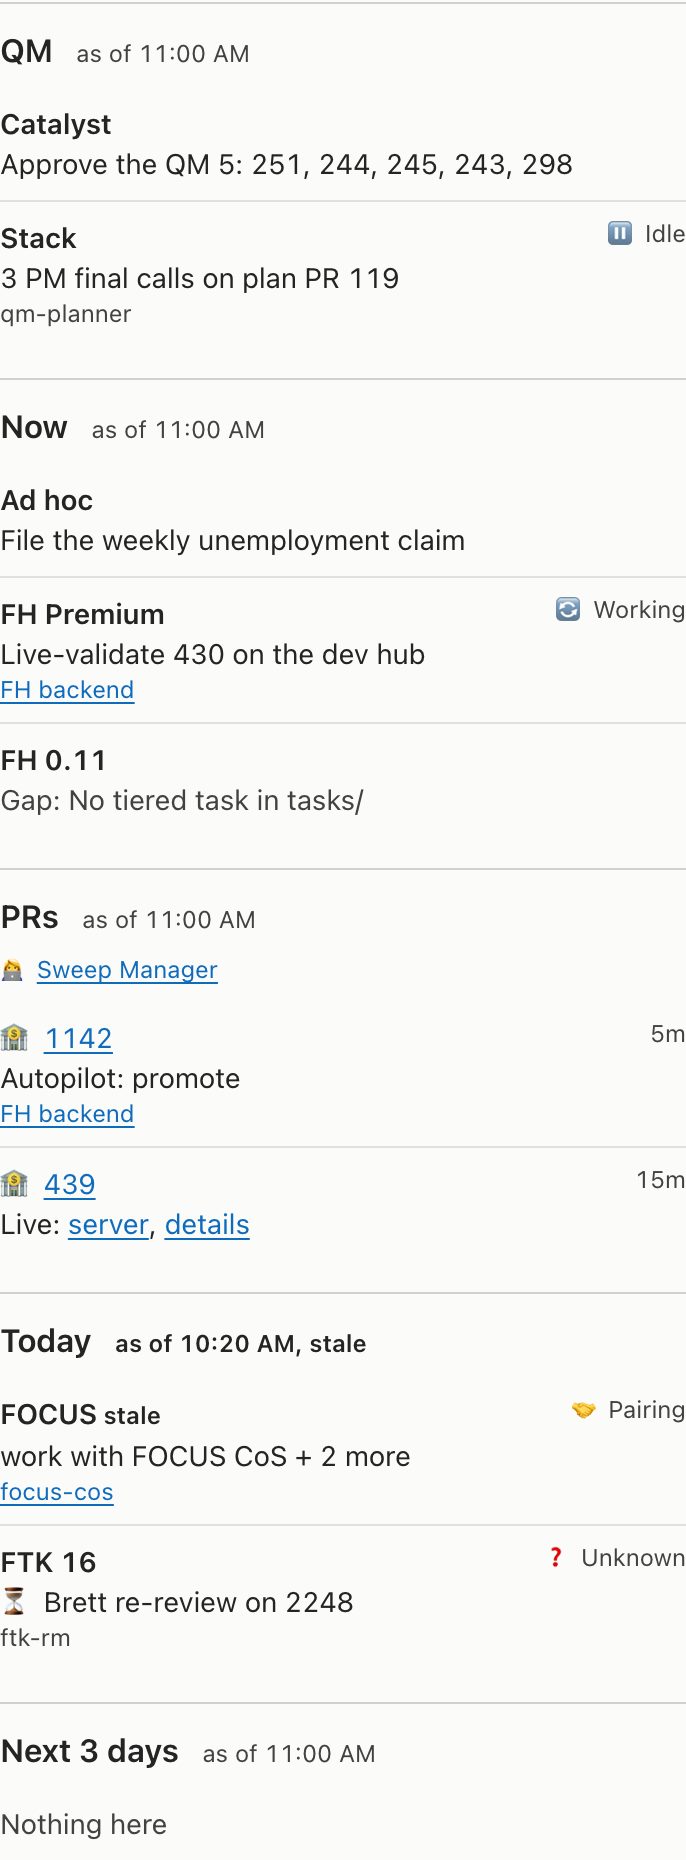 QM as of 11:00 AM
Catalyst
Approve the QM 5: 251, 244, 245, 243, 298
Stack
⏸️ Idle
3 PM final calls on plan PR 119
qm-planner
Now as of 11:00 AM
Ad hoc
File the weekly unemployment claim
FH Premium
🔄 Working
Live-validate 430 on the dev hub
FH backend
FH 0.11
Gap: No tiered task in tasks/
PRs as of 11:00 AM
Sweep Manager
1142
5m
Autopilot: promote
FH backend
439
15m
Live: server, details
Today as of 10:20 AM, stale
FOCUS stale
Pairing
work with FOCUS CoS + 2 more
focus-cos
FTK 16
❓ Unknown
⏳ Brett re-review on 2248
ftk-rm
Next 3 days as of 11:00 AM
Nothing here